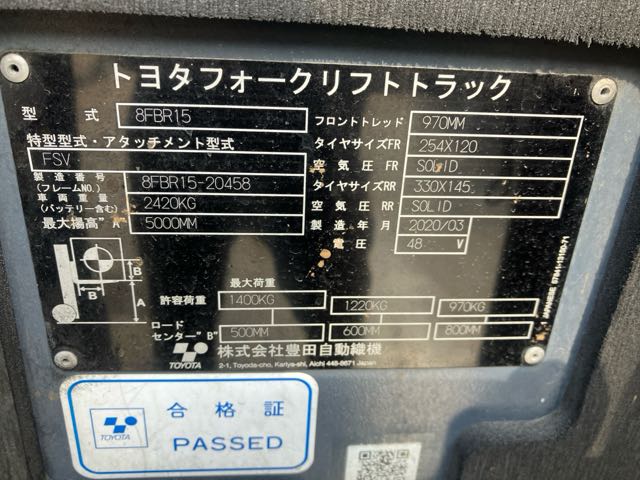 トヨタフォークリフトトラック
型式 8FBR15
特型型式・アタッチメント型式
FSV
製造番号(フレームNO.) 8FBR15-20458
車両重量(バッテリー含む) 2420KG
最大揚高"A" 5000MM
フロントトレッド 970MM
タイヤサイズFR 254X120
空気圧FR SOLID
タイヤサイズRR 330X145
空気圧RR SOLID
製造年月 2020/03
電圧 48 V
B
B
A
最大荷重
許容荷重 1400KG 1220KG 970KG
ロードセンター"B" 500MM 600MM 800MM
TOYOTA
株式会社豊田自動織機
2-1, Toyoda-cho, Kariya-shi, Aichi 448-8671 Japan
TOYOTA
合格証
PASSED